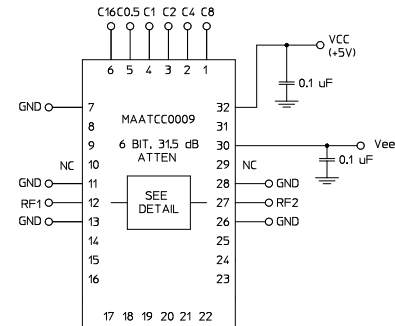 C16 C0.5 C1 C2 C4 C8
6 5 4 3 2 1
VCC
(+5V)
0.1 uF
GND 7 MAATCC0009 32
8 31
9 6 BIT, 31.5 dB 30 Vee
ATTEN
NC 10 29 NC 0.1 uF
GND 11 28 GND
RF1 12 SEE 27 RF2
DETAIL
GND 13 26 GND
14 25
15 24
16 23
17 18 19 20 21 22